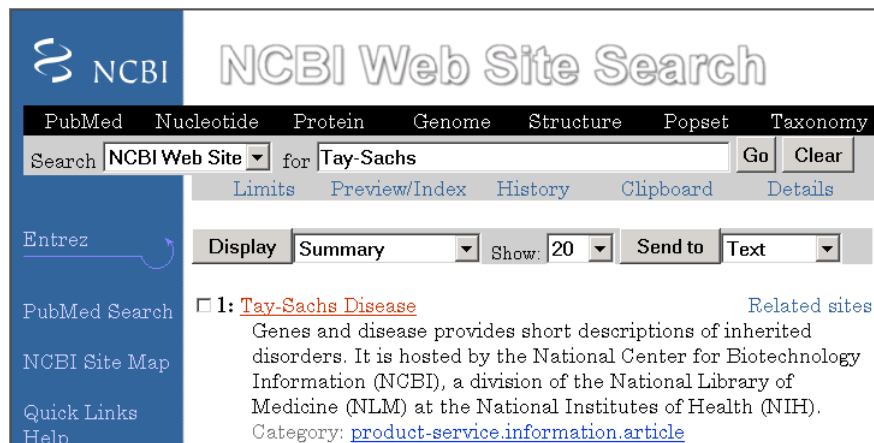 NCBI
NCBI Web Site Search
PubMed Nucleotide Protein Genome Structure Popset Taxonomy
Search NCBI Web Site for Tay-Sachs Go Clear
Limits Preview/Index History Clipboard Details
Entrez
Display Summary Show: 20 Send to Text
PubMed Search
1: Tay-Sachs Disease Related sites
Genes and disease provides short descriptions of inherited
disorders. It is hosted by the National Center for Biotechnology
NCBI Site Map
Information (NCBI), a division of the National Library of
Medicine (NLM) at the National Institutes of Health (NIH).
Quick Links
Help
Category: product-service.information.article